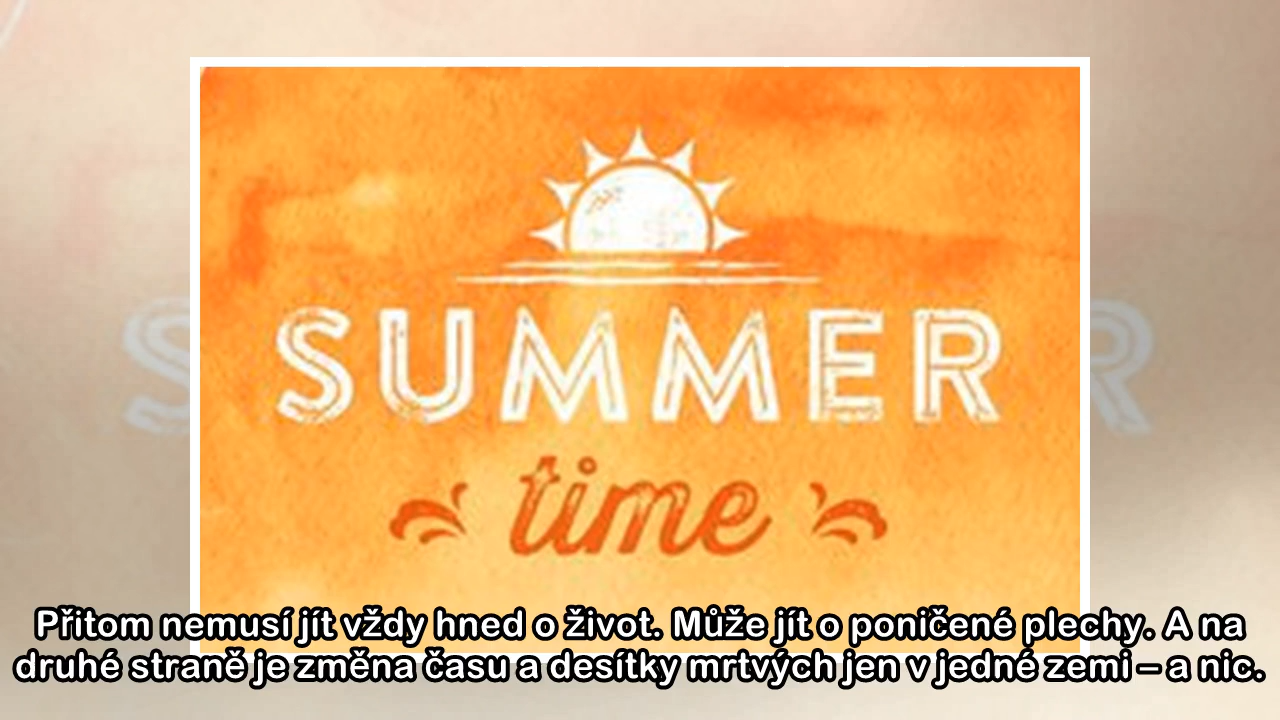 SUMMER
time
Přitom nemusí jít vždy hned o život. Může jít o poničené plechy. A na
druhé straně je změna času a desítky mrtvých jen v jedné zemi – a nic.